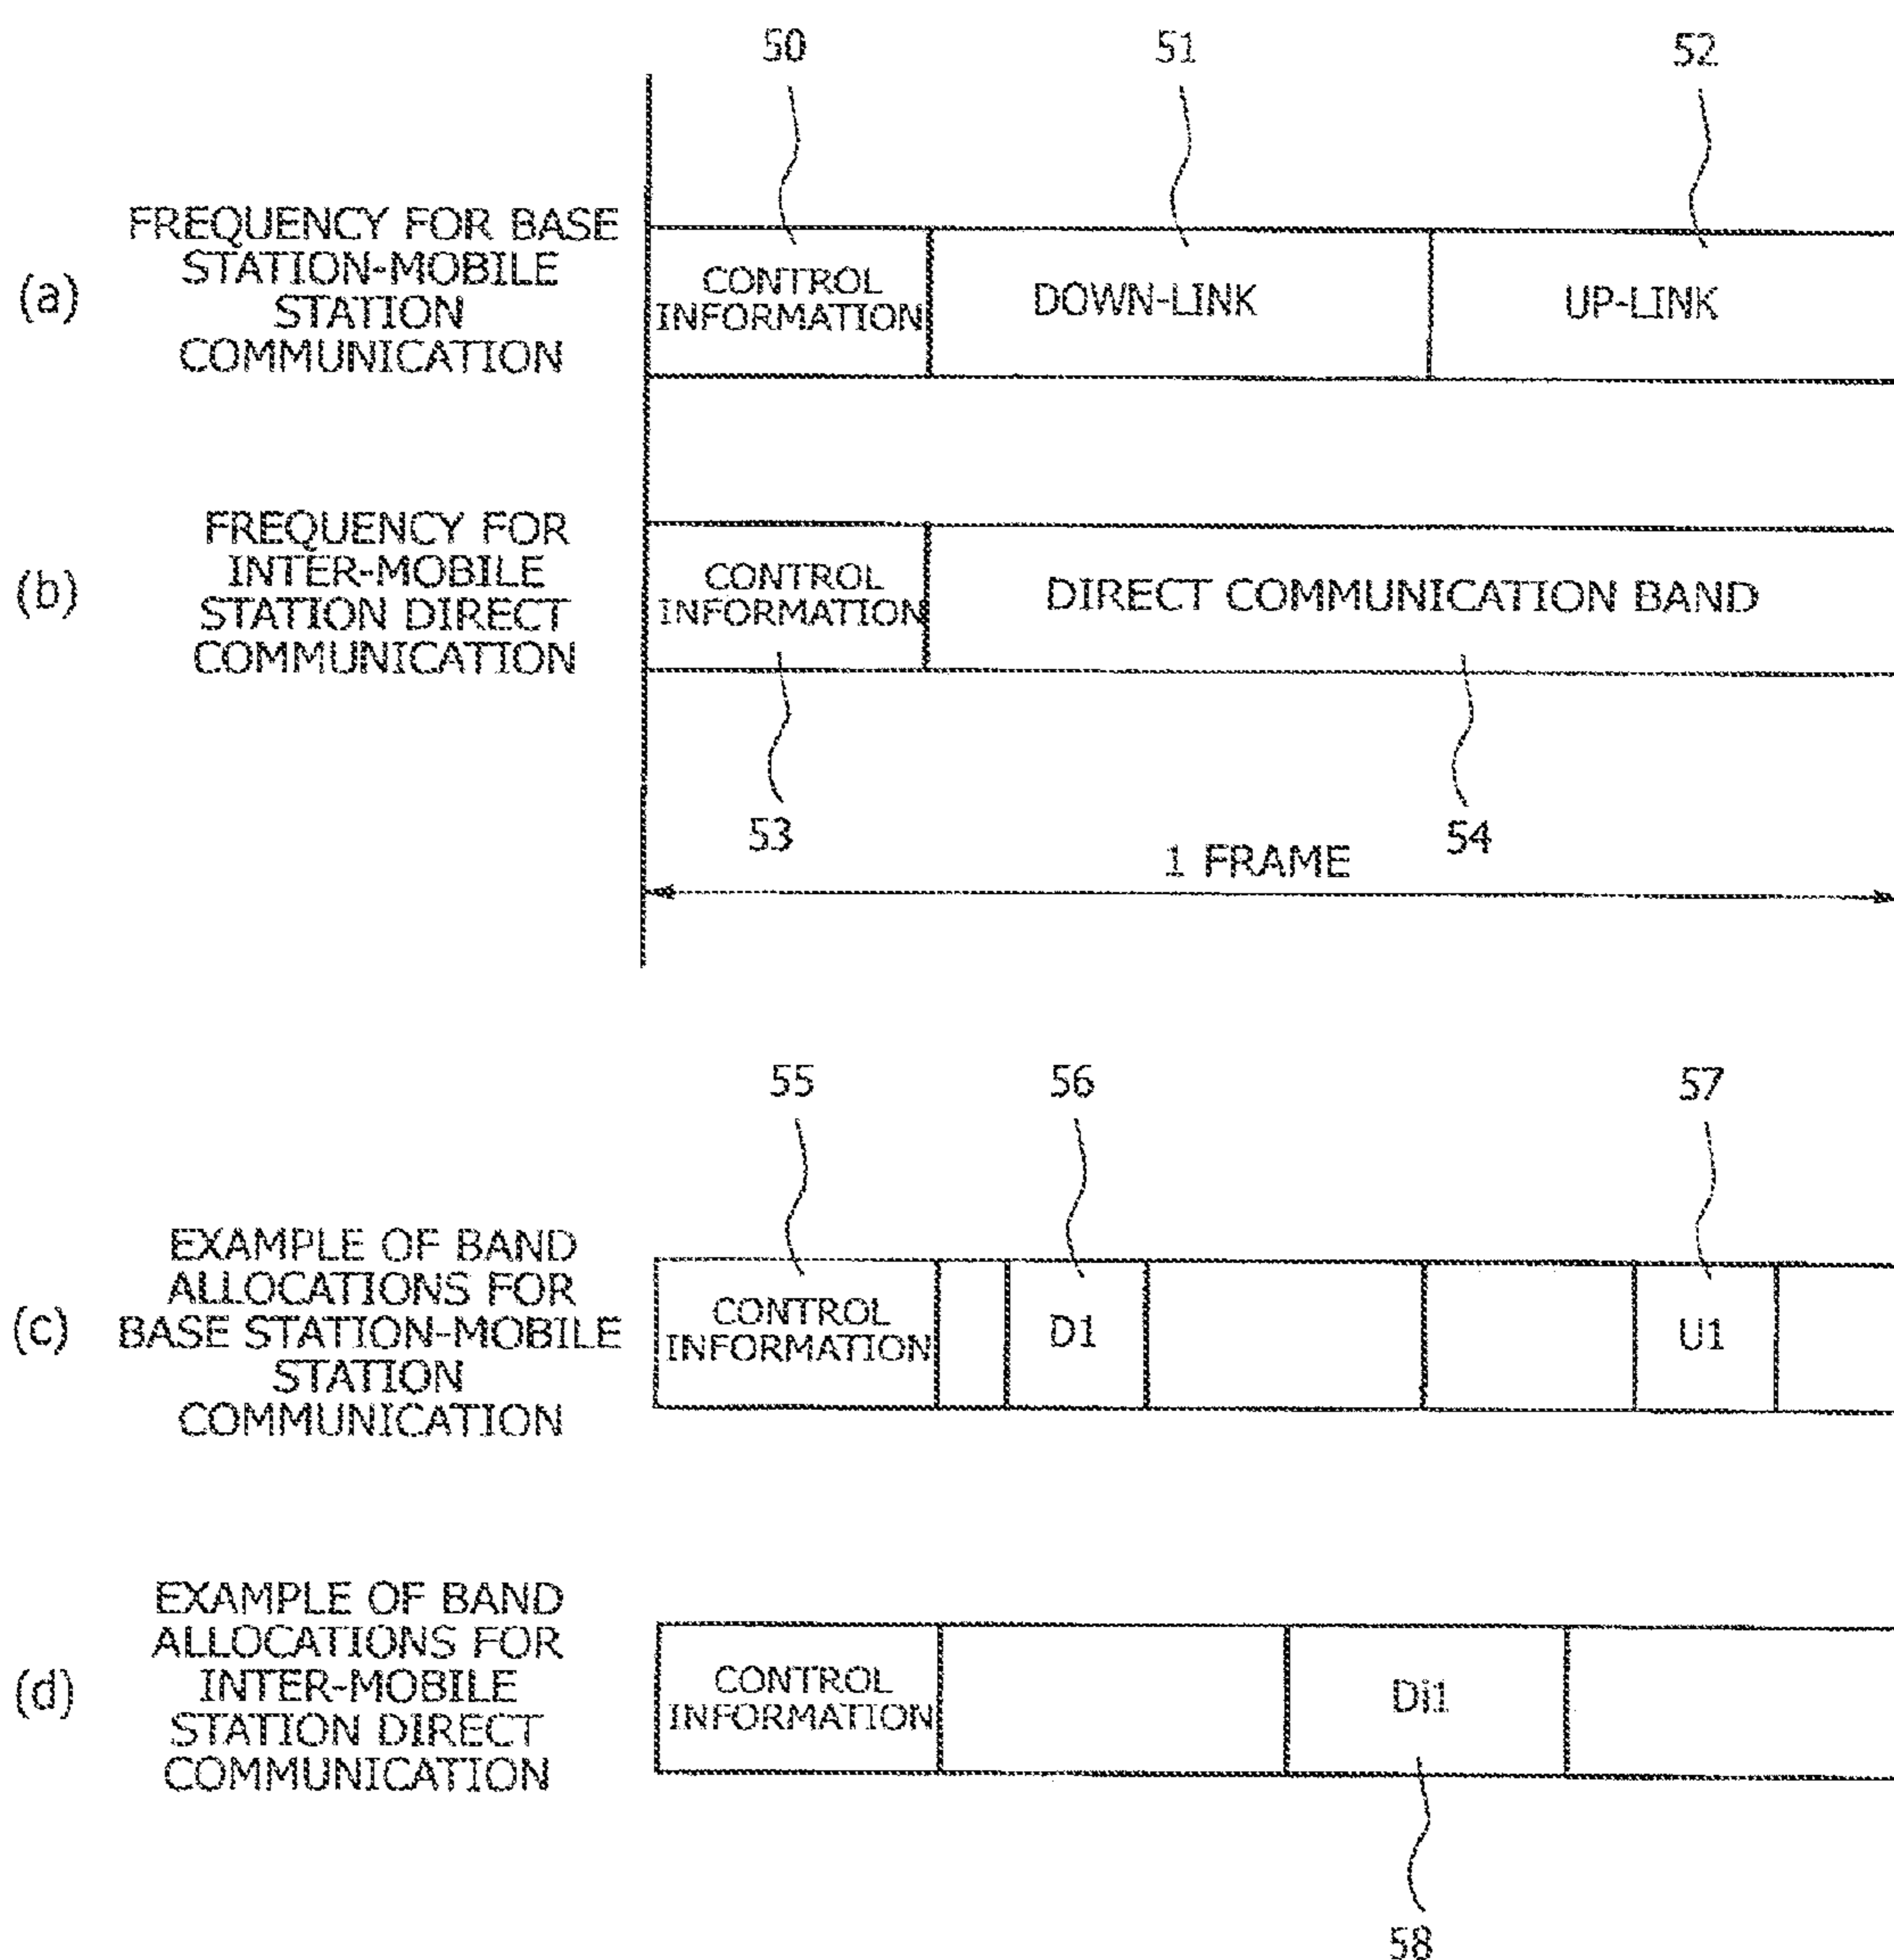 50
51
52
(a)
FREQUENCY FOR BASE
STATION-MOBILE
STATION
COMMUNICATION
CONTROL
INFORMATION
DOWN-LINK
UP-LINK
(b)
FREQUENCY FOR
INTER-MOBILE
STATION DIRECT
COMMUNICATION
CONTROL
INFORMATION
DIRECT COMMUNICATION BAND
53
54
1 FRAME
55
56
57
(c)
EXAMPLE OF BAND
ALLOCATIONS FOR
BASE STATION-MOBILE
STATION
COMMUNICATION
CONTROL
INFORMATION
D1
U1
(d)
EXAMPLE OF BAND
ALLOCATIONS FOR
INTER-MOBILE
STATION DIRECT
COMMUNICATION
CONTROL
INFORMATION
Di1
58